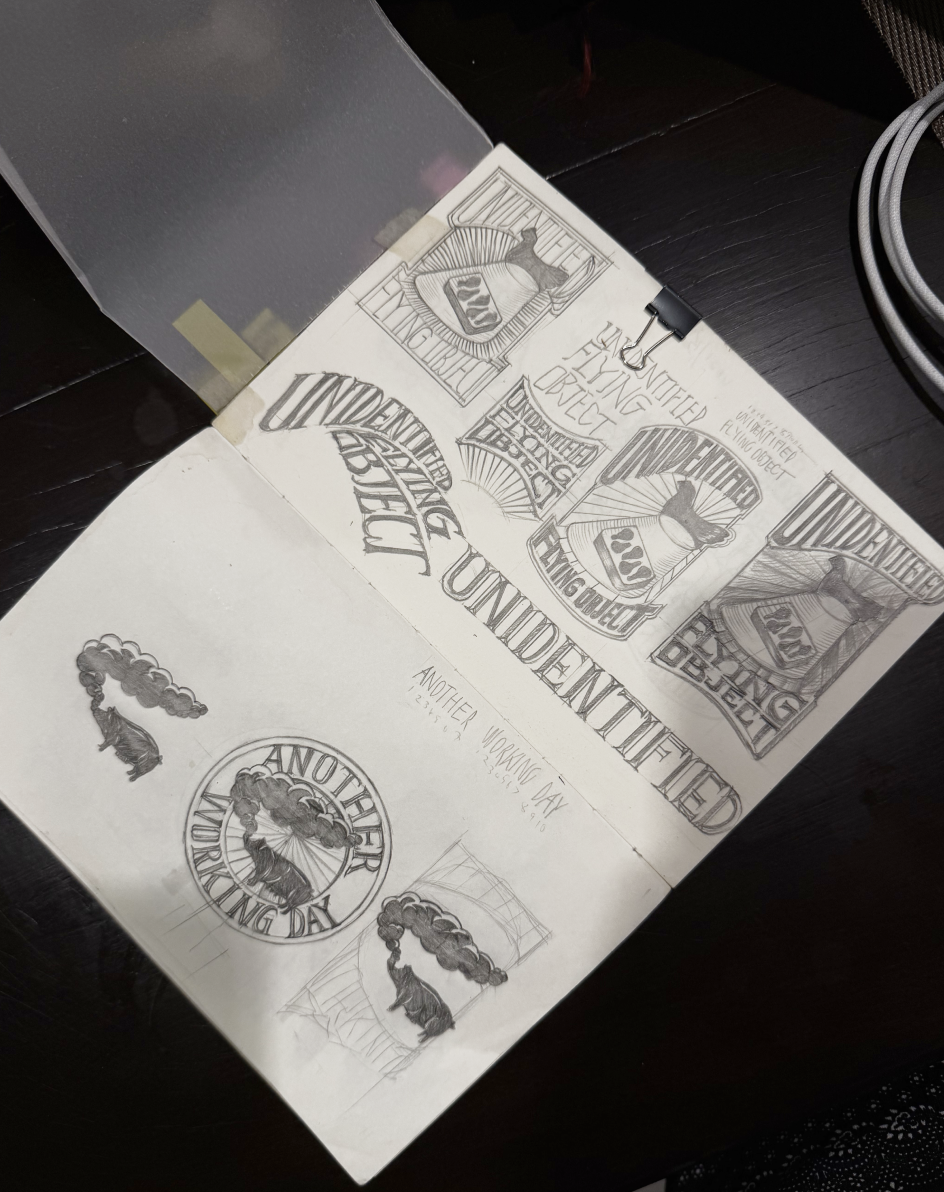 UNIDENTIFIED
UNIDENTIFIED
FLYING
OBJECT
UNIDENTIFIED
FLYING OBJECT
UNIDENTIFIED
FLYING
OBJECT
UNIDENTIFIED
FLYING
OBJECT
UNIDENTIFIED
FLYING OBJECT
UNIDENTIFIED
FLYING
OBJECT
UNIDENTIFIED
ANOTHER WORKING DAY
ANOTHER
WORKING DAY